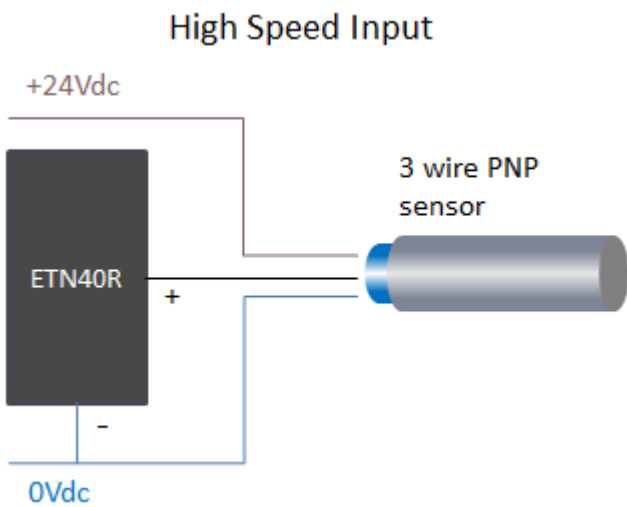 High Speed Input
+24Vdc
3 wire PNP
sensor
ETN40R
+
-
0Vdc